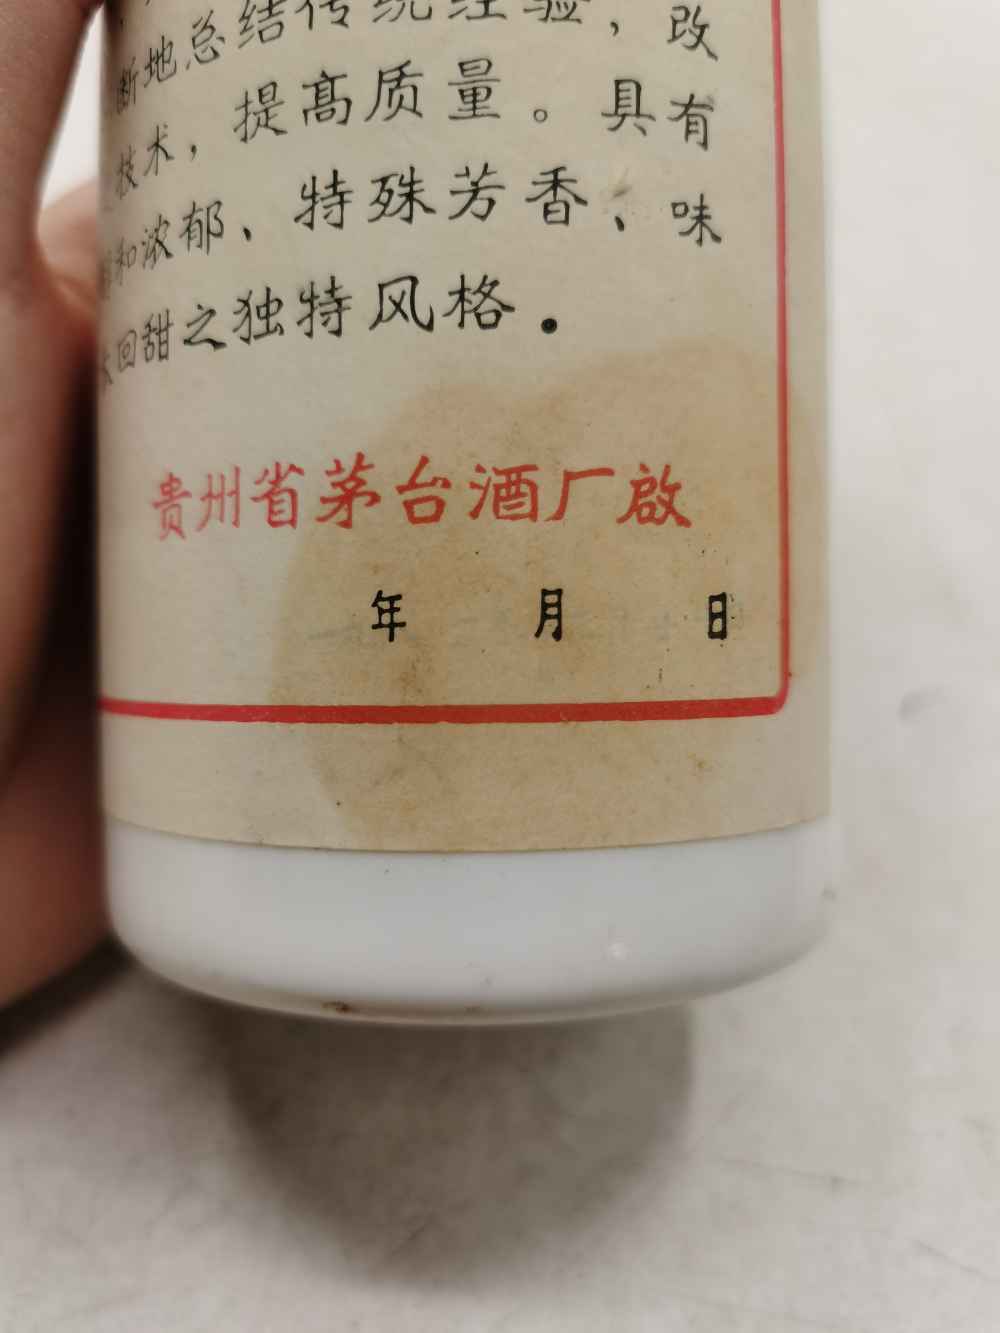 断地总结传统经验，改
技术，提高质量。具有
和浓郁、特殊芳香、味
回甜之独特风格．
贵州省茅台酒厂啟
年 月 日